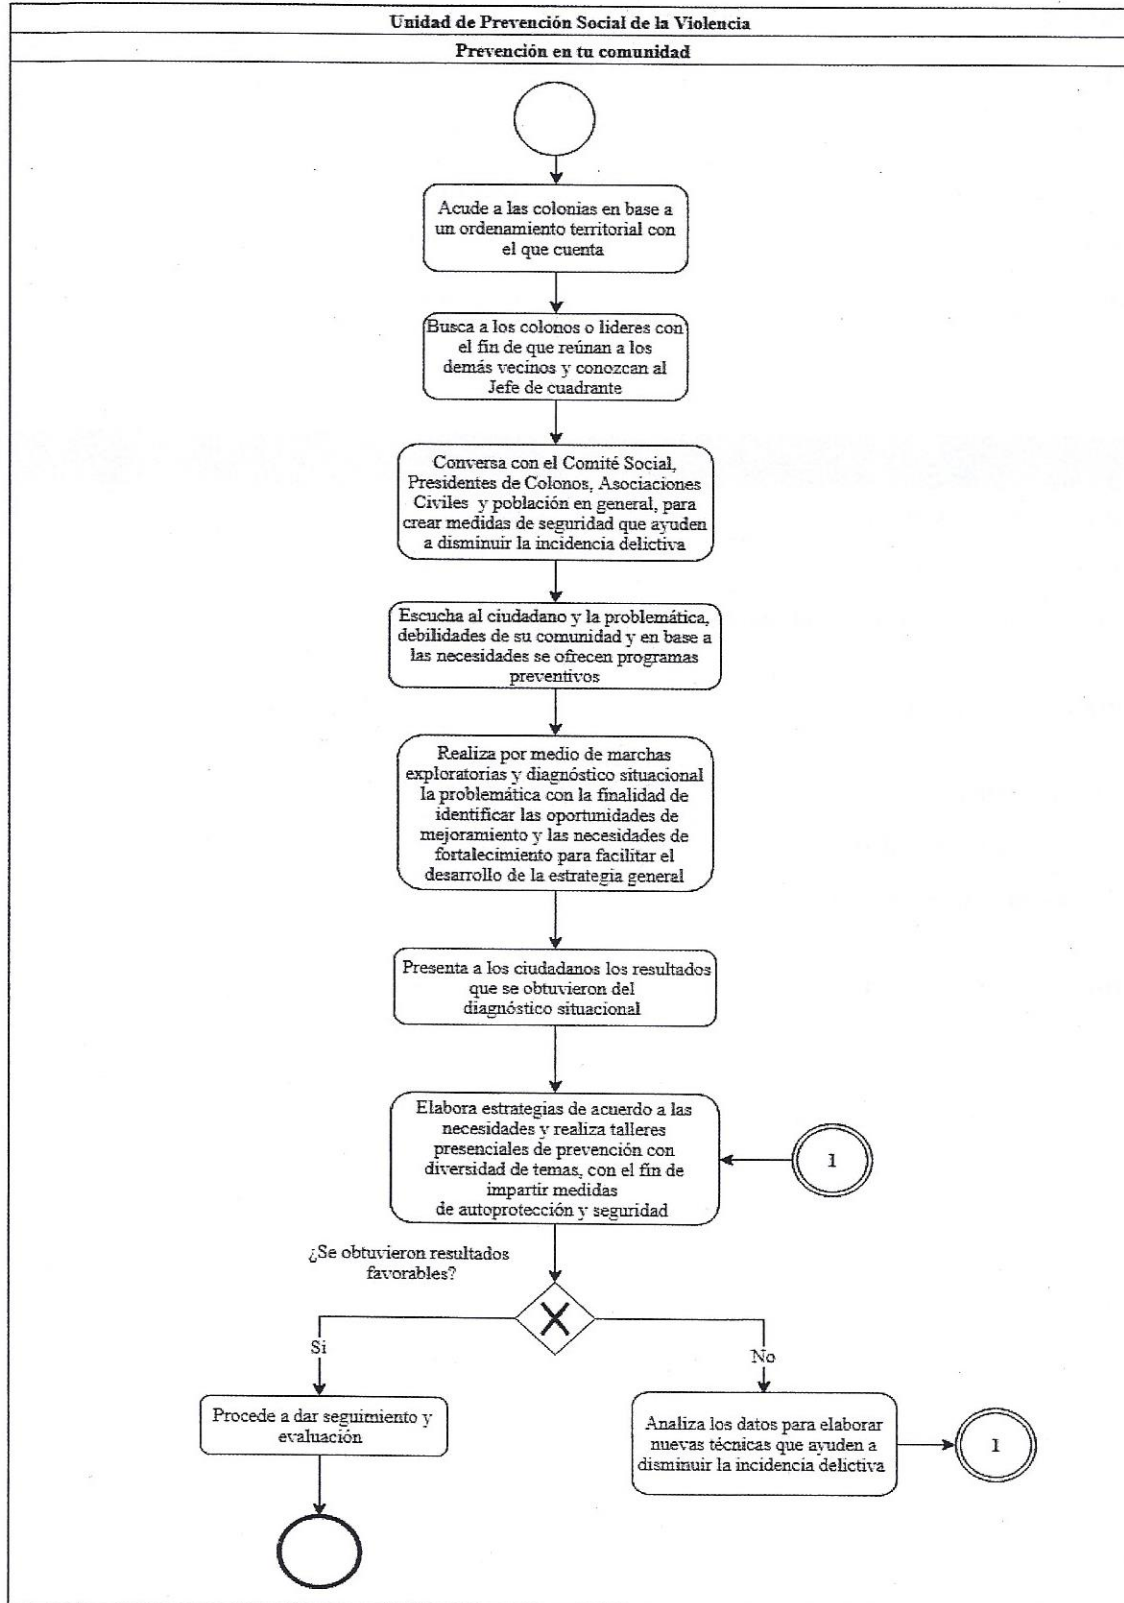 Unidad de Prevención Social de la Violencia
Prevención en tu comunidad
Acude a las colonias en base a
un ordenamiento territorial con
el que cuenta
Busca a los colonos o lideres con
el fin de que reúnan a los
demás vecinos y conozcan al
Jefe de cuadrante
Conversa con el Comité Social,
Presidentes de Colonos, Asociaciones
Civiles y población en general, para
crear medidas de seguridad que ayuden
a disminuir la incidencia delictiva
Escucha al ciudadano y la problemática,
debilidades de su comunidad y en base a
las necesidades se ofrecen programas
preventivos
Realiza por medio de marchas
exploratorias y diagnóstico situacional
la problemática con la finalidad de
identificar las oportunidades de
mejoramiento y las necesidades de
fortalecimiento para facilitar el
desarrollo de la estrategia general
Presenta a los ciudadanos los resultados
que se obtuvieron del
diagnóstico situacional
Elabora estrategias de acuerdo a las
necesidades y realiza talleres
presenciales de prevención con
diversidad de temas, con el fin de
impartir medidas
de autoprotección y seguridad
1
¿Se obtuvieron resultados
favorables?
Si
No
Procede a dar seguimiento y
evaluación
Analiza los datos para elaborar
nuevas técnicas que ayuden a
disminuir la incidencia delictiva
1